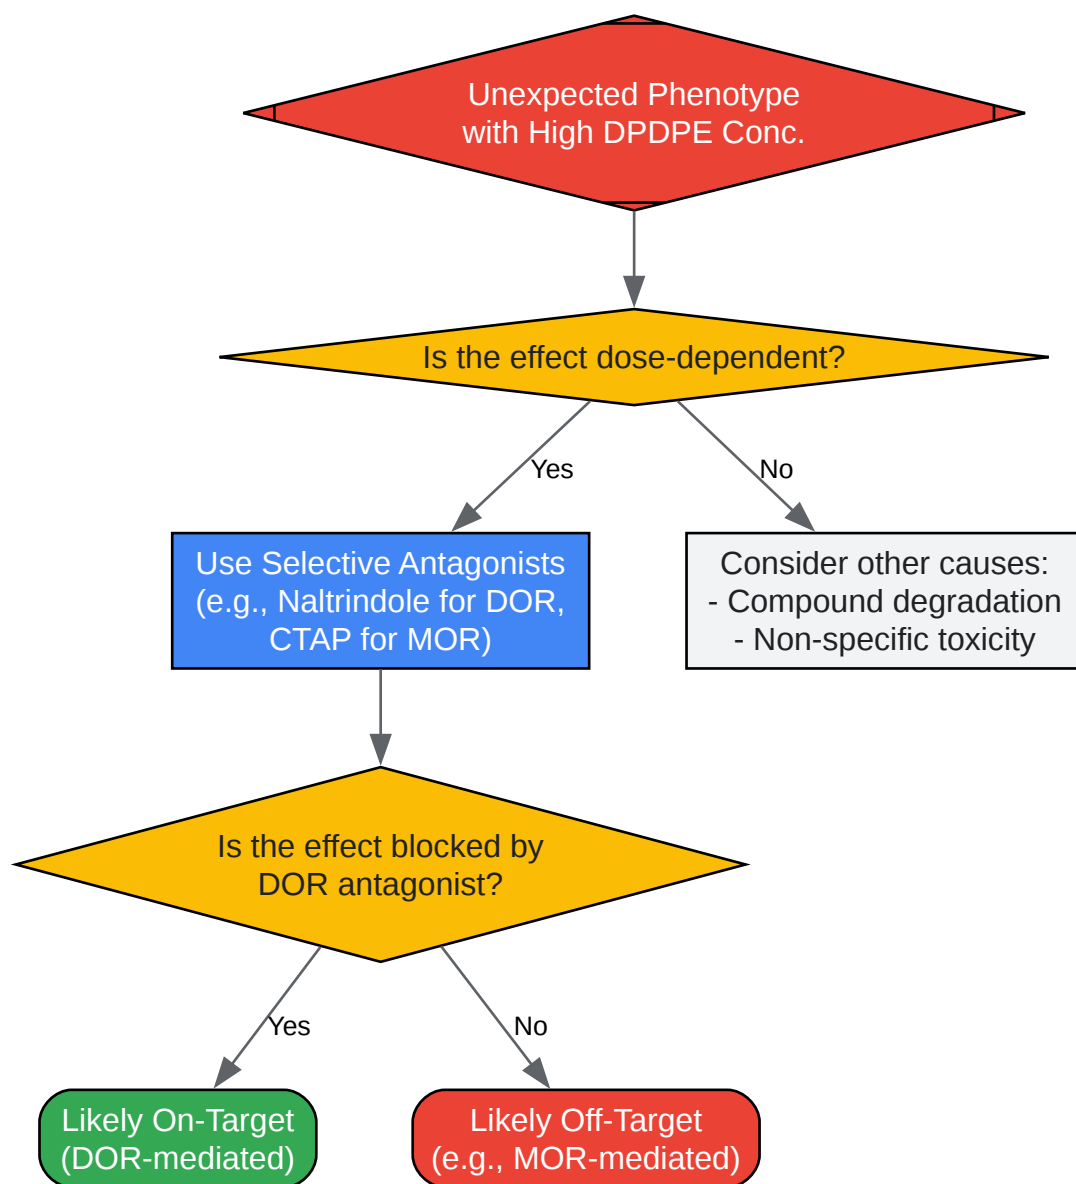 Unexpected Phenotype
with High DPDPE Conc.
Is the effect dose-dependent?
Yes
No
Use Selective Antagonists
(e.g., Naltrindole for DOR,
CTAP for MOR)
Consider other causes:
- Compound degradation
- Non-specific toxicity
Is the effect blocked by
DOR antagonist?
Yes
No
Likely On-Target
(DOR-mediated)
Likely Off-Target
(e.g., MOR-mediated)